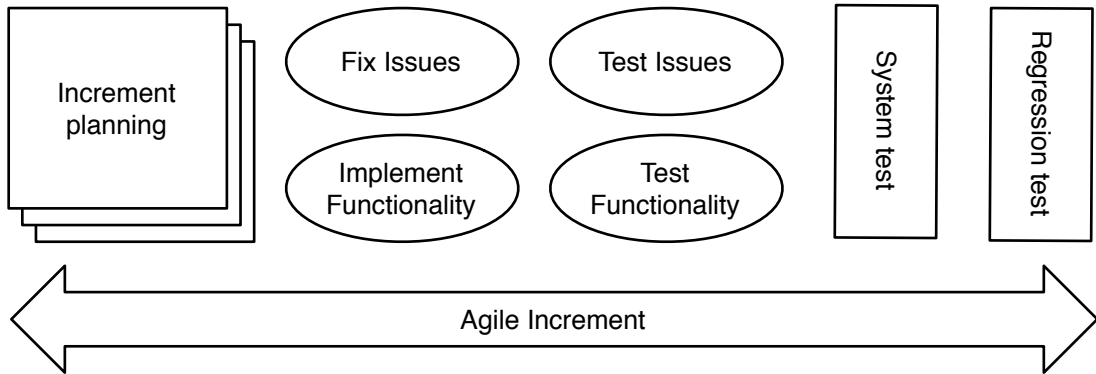 Increment
planning
Fix Issues
Test Issues
Implement
Functionality
Test
Functionality
System test
Regression test
Agile Increment